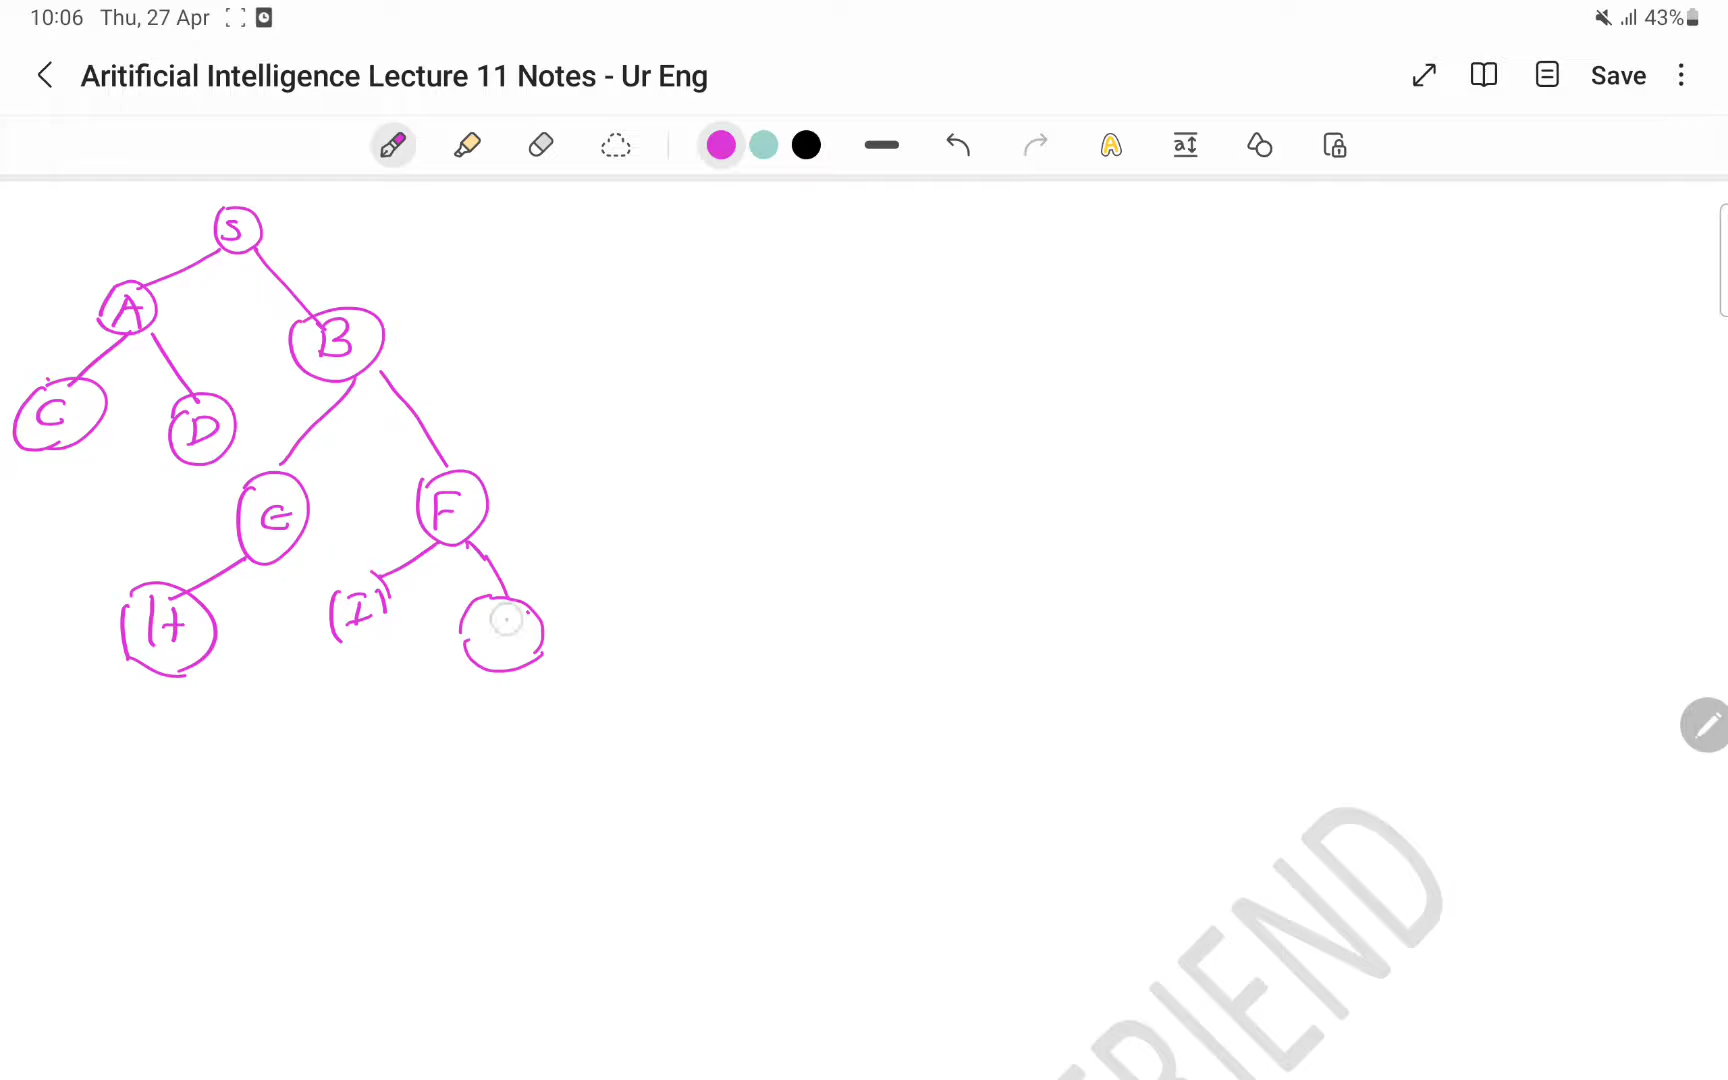 10:06 Thu, 27 Apr 43%
Aritificial Intelligence Lecture 11 Notes - Ur Eng Save
S
A
B
C
D
E
F
H
I
RIEND